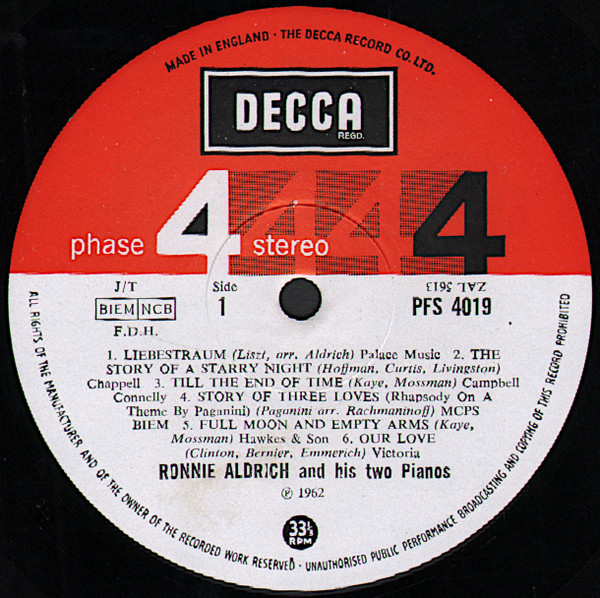 MADE IN ENGLAND · THE DECCA RECORD CO. LTD.
DECCA
REGD.
4 4 4 4
phase 4 stereo
J/T
Side
ZAL 5613
BIEM NCB
1
PFS 4019
F.D.H.
1. LIEBESTRAUM (Liszt, arr. Aldrich) Palace Music 2. THE
STORY OF A STARRY NIGHT (Hoffman, Curtis, Livingston)
Chappell 3. TILL THE END OF TIME (Kaye, Mossman) Campbell
Connelly 4. STORY OF THREE LOVES (Rhapsody On A
Theme By Paganini) (Paganini arr. Rachmaninoff) MCPS
BIEM 5. FULL MOON AND EMPTY ARMS (Kaye,
Mossman) Hawkes & Son 6. OUR LOVE
(Clinton, Bernier, Emmerich) Victoria
RONNIE ALDRICH and his two Pianos
℗ 1962
33⅓
RPM
ALL RIGHTS OF THE MANUFACTURER AND OF THE OWNER OF THE RECORDED WORK RESERVED · UNAUTHORISED PUBLIC PERFORMANCE BROADCASTING AND COPYING OF THIS RECORD PROHIBITED